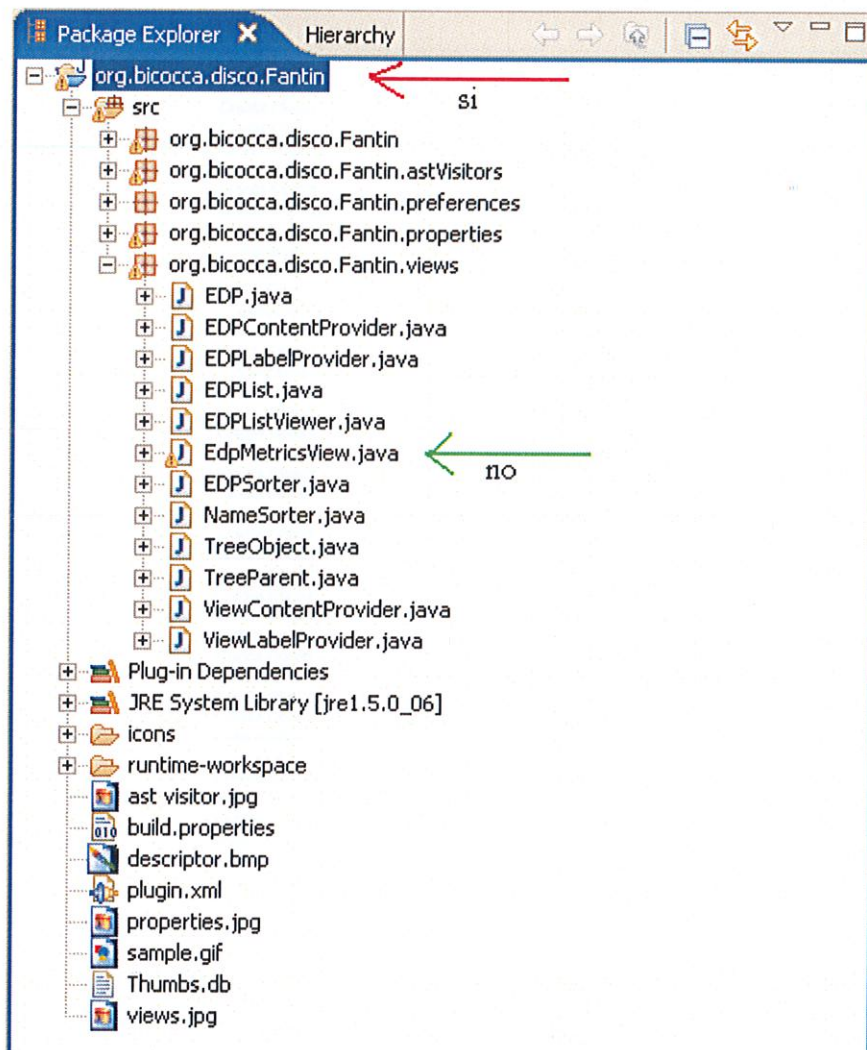 Package Explorer Hierarchy
org.bicocca.disco.Fantin
si
src
org.bicocca.disco.Fantin
org.bicocca.disco.Fantin.astVisitors
org.bicocca.disco.Fantin.preferences
org.bicocca.disco.Fantin.properties
org.bicocca.disco.Fantin.views
EDP.java
EDPContentProvider.java
EDPLabelProvider.java
EDPList.java
EDPListViewer.java
EdpMetricsView.java
no
EDPSorter.java
NameSorter.java
TreeObject.java
TreeParent.java
ViewContentProvider.java
ViewLabelProvider.java
Plug-in Dependencies
JRE System Library [jre1.5.0_06]
icons
runtime-workspace
ast visitor.jpg
build.properties
descriptor.bmp
plugin.xml
properties.jpg
sample.gif
Thumbs.db
views.jpg